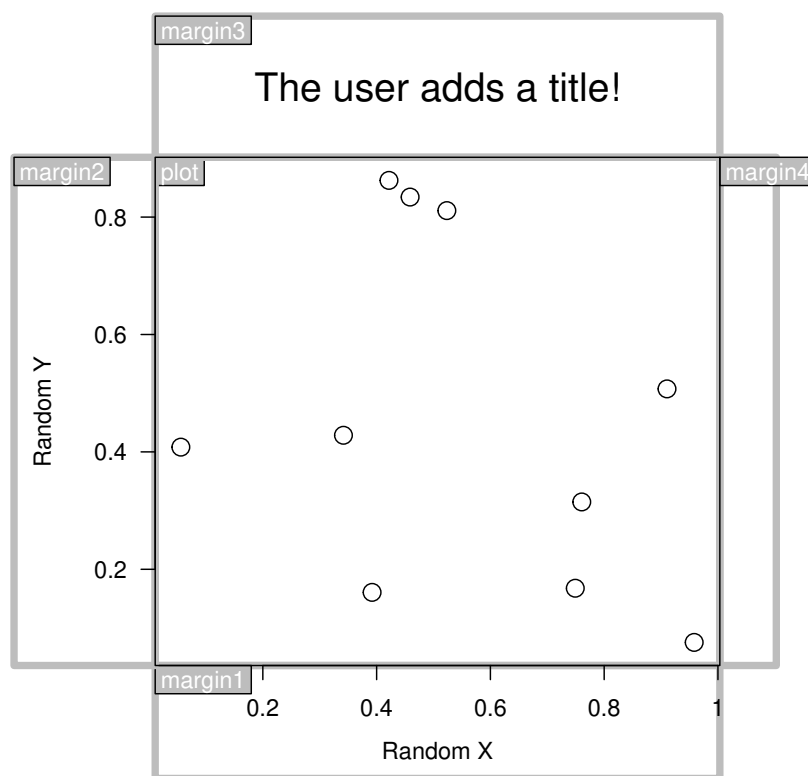 margin3
The user adds a title!
margin2
plot
margin4
0.8
0.6
0.4
0.2
Random Y
margin1
0.2 0.4 0.6 0.8 1
Random X